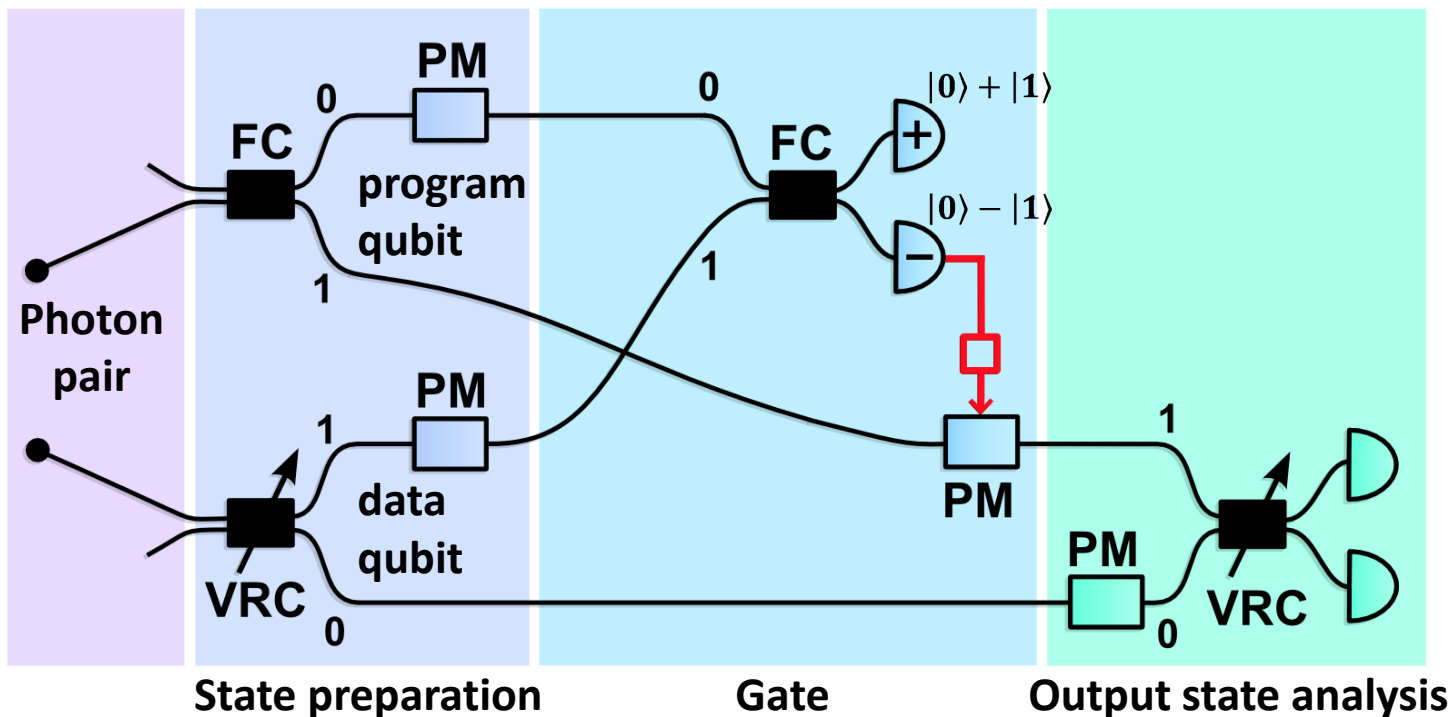 PM
|0⟩ + |1⟩
0
0
FC
FC
+
program
qubit
|0⟩ − |1⟩
1
1
−
Photon
pair
PM
1
1
data
qubit
PM
PM
VRC
VRC
0
0
State preparation
Gate
Output state analysis